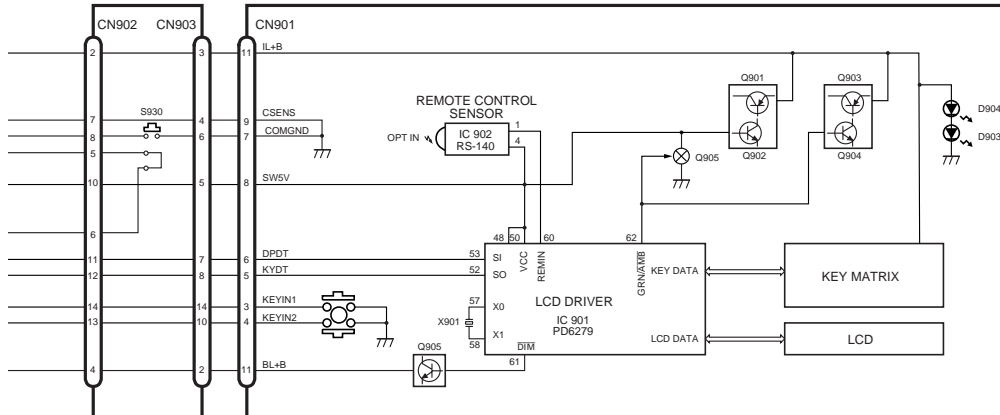 CN902 CN903 CN901
2 3 11 IL+B
Q901 Q903
S930
REMOTE CONTROL
SENSOR
D904
7 4 9 CSENS
OPT IN
IC 902
RS-140
1
4
8 6 7 COMGND
D903
5
Q902 Q904
Q905
10 5 8 SW5V
6
48 50 60 62
VCC
REMIN
GRN/AMB
11 7 6 DPDT 53 SI
12 8 5 KYDT 52 SO
KEY DATA
KEY MATRIX
14 14 3 KEYIN1
13 10 4 KEYIN2
57 X0
X901
58 X1
LCD DRIVER
IC 901
PD6279
LCD DATA
LCD
DIM
61
Q905
4 2 11 BL+B